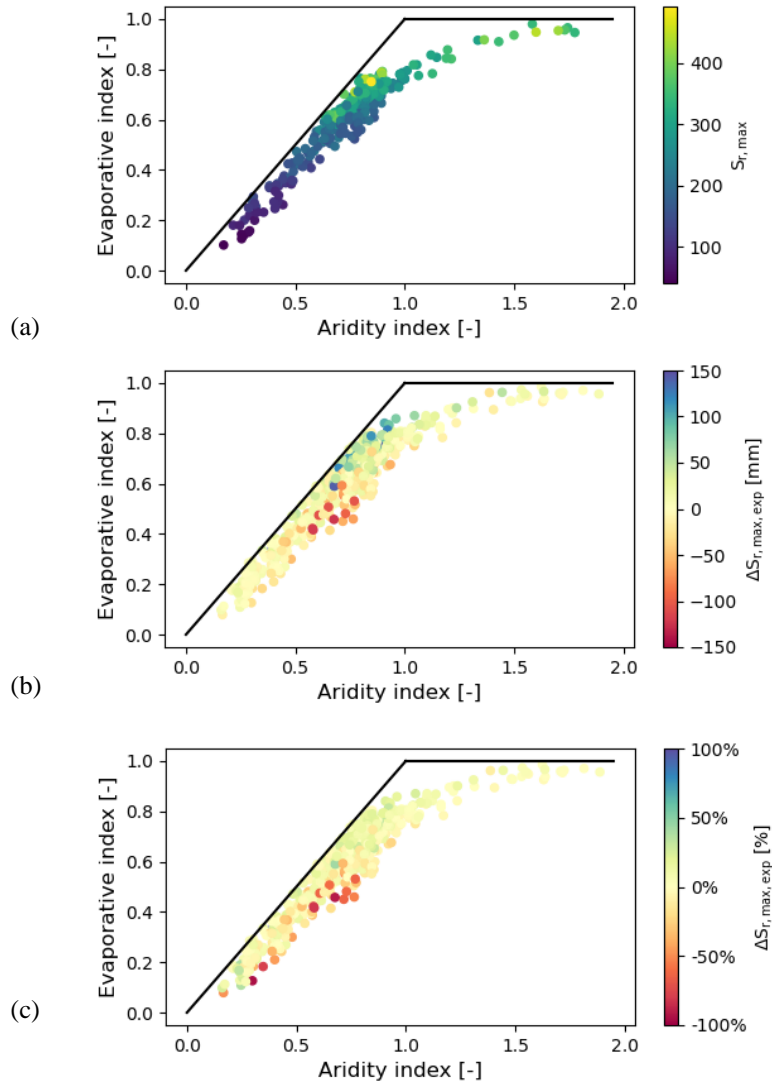 1.0
0.8
0.6
0.4
0.2
0.0
Evaporative index [-]
0.0 0.5 1.0 1.5 2.0
Aridity index [-]
400
300
200
100
Sr,max
(a)
1.0
0.8
0.6
0.4
0.2
0.0
Evaporative index [-]
0.0 0.5 1.0 1.5 2.0
Aridity index [-]
150
100
50
0
−50
−100
−150
ΔSr,max,exp [mm]
(b)
1.0
0.8
0.6
0.4
0.2
0.0
Evaporative index [-]
0.0 0.5 1.0 1.5 2.0
Aridity index [-]
100%
50%
0%
-50%
-100%
ΔSr,max,exp [%]
(c)